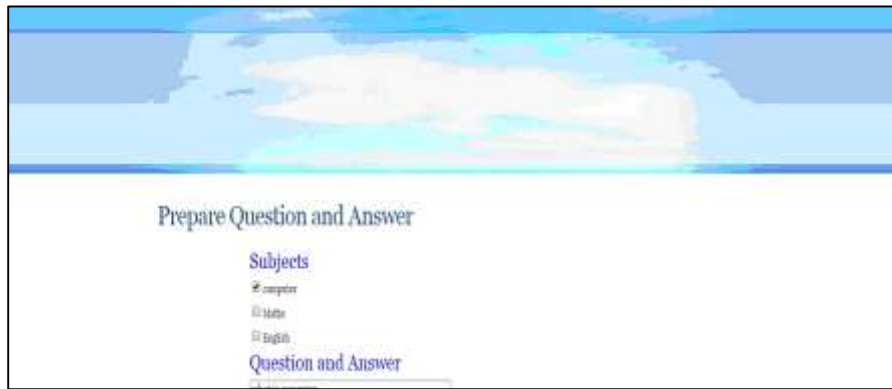 Prepare Question and Answer
Subjects
computer
Maths
English
Question and Answer